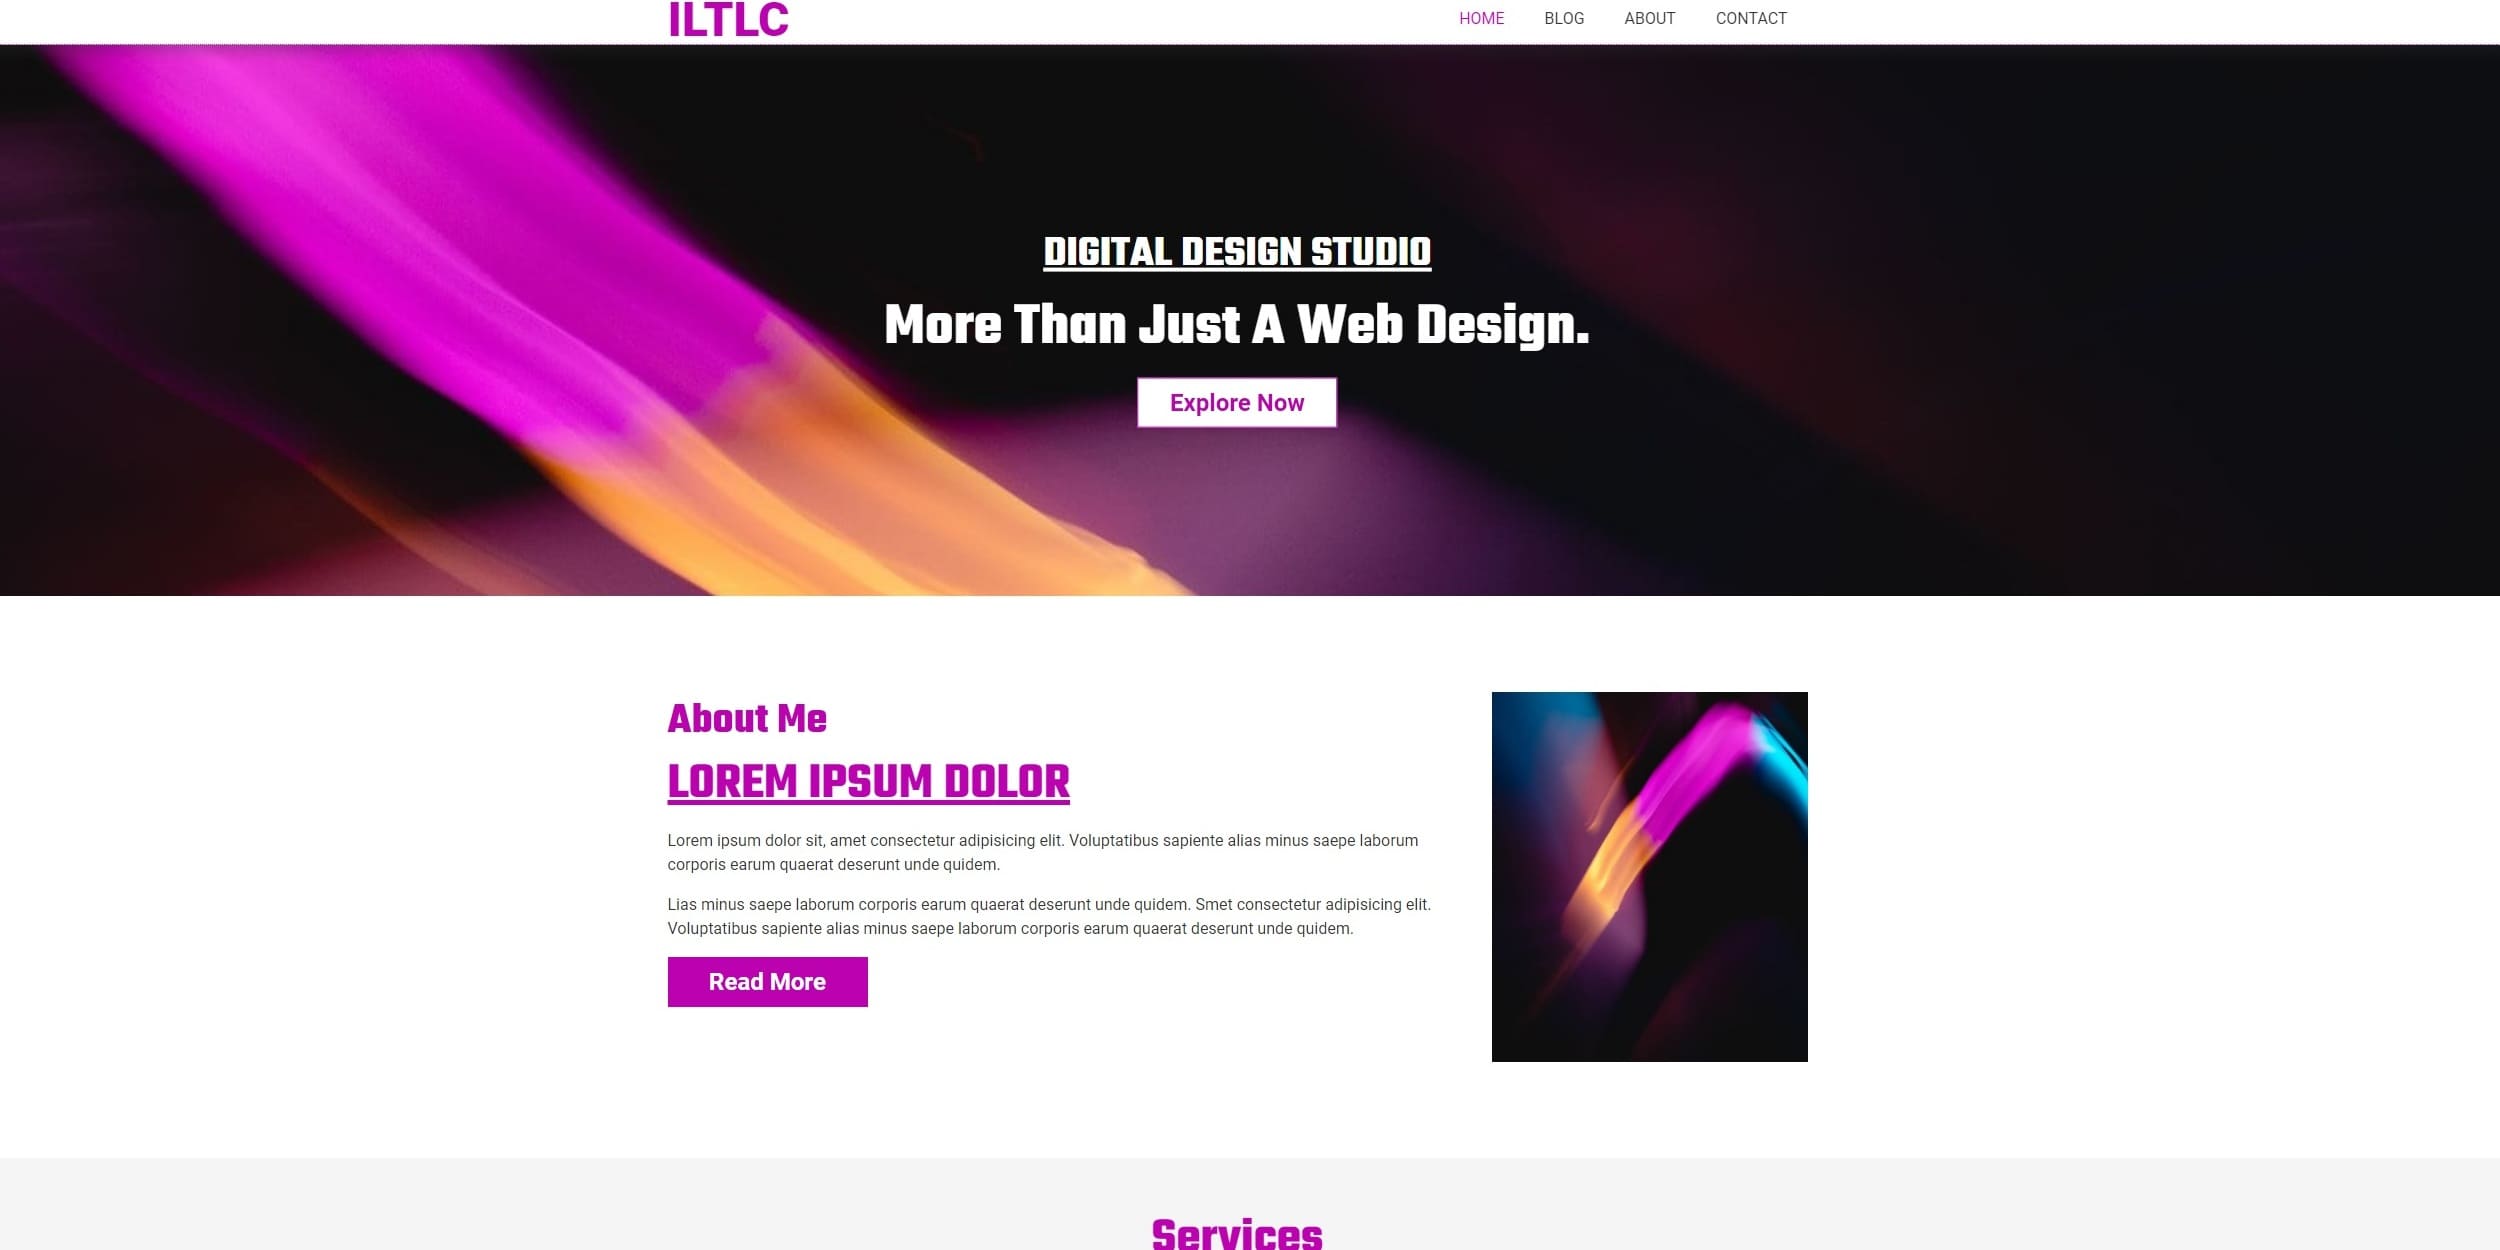 ILTLC
HOME BLOG ABOUT CONTACT
DIGITAL DESIGN STUDIO
More Than Just A Web Design.
Explore Now
About Me
LOREM IPSUM DOLOR
Lorem ipsum dolor sit, amet consectetur adipisicing elit. Voluptatibus sapiente alias minus saepe laborum
corporis earum quaerat deserunt unde quidem.
Lias minus saepe laborum corporis earum quaerat deserunt unde quidem. Smet consectetur adipisicing elit.
Voluptatibus sapiente alias minus saepe laborum corporis earum quaerat deserunt unde quidem.
Read More
Services